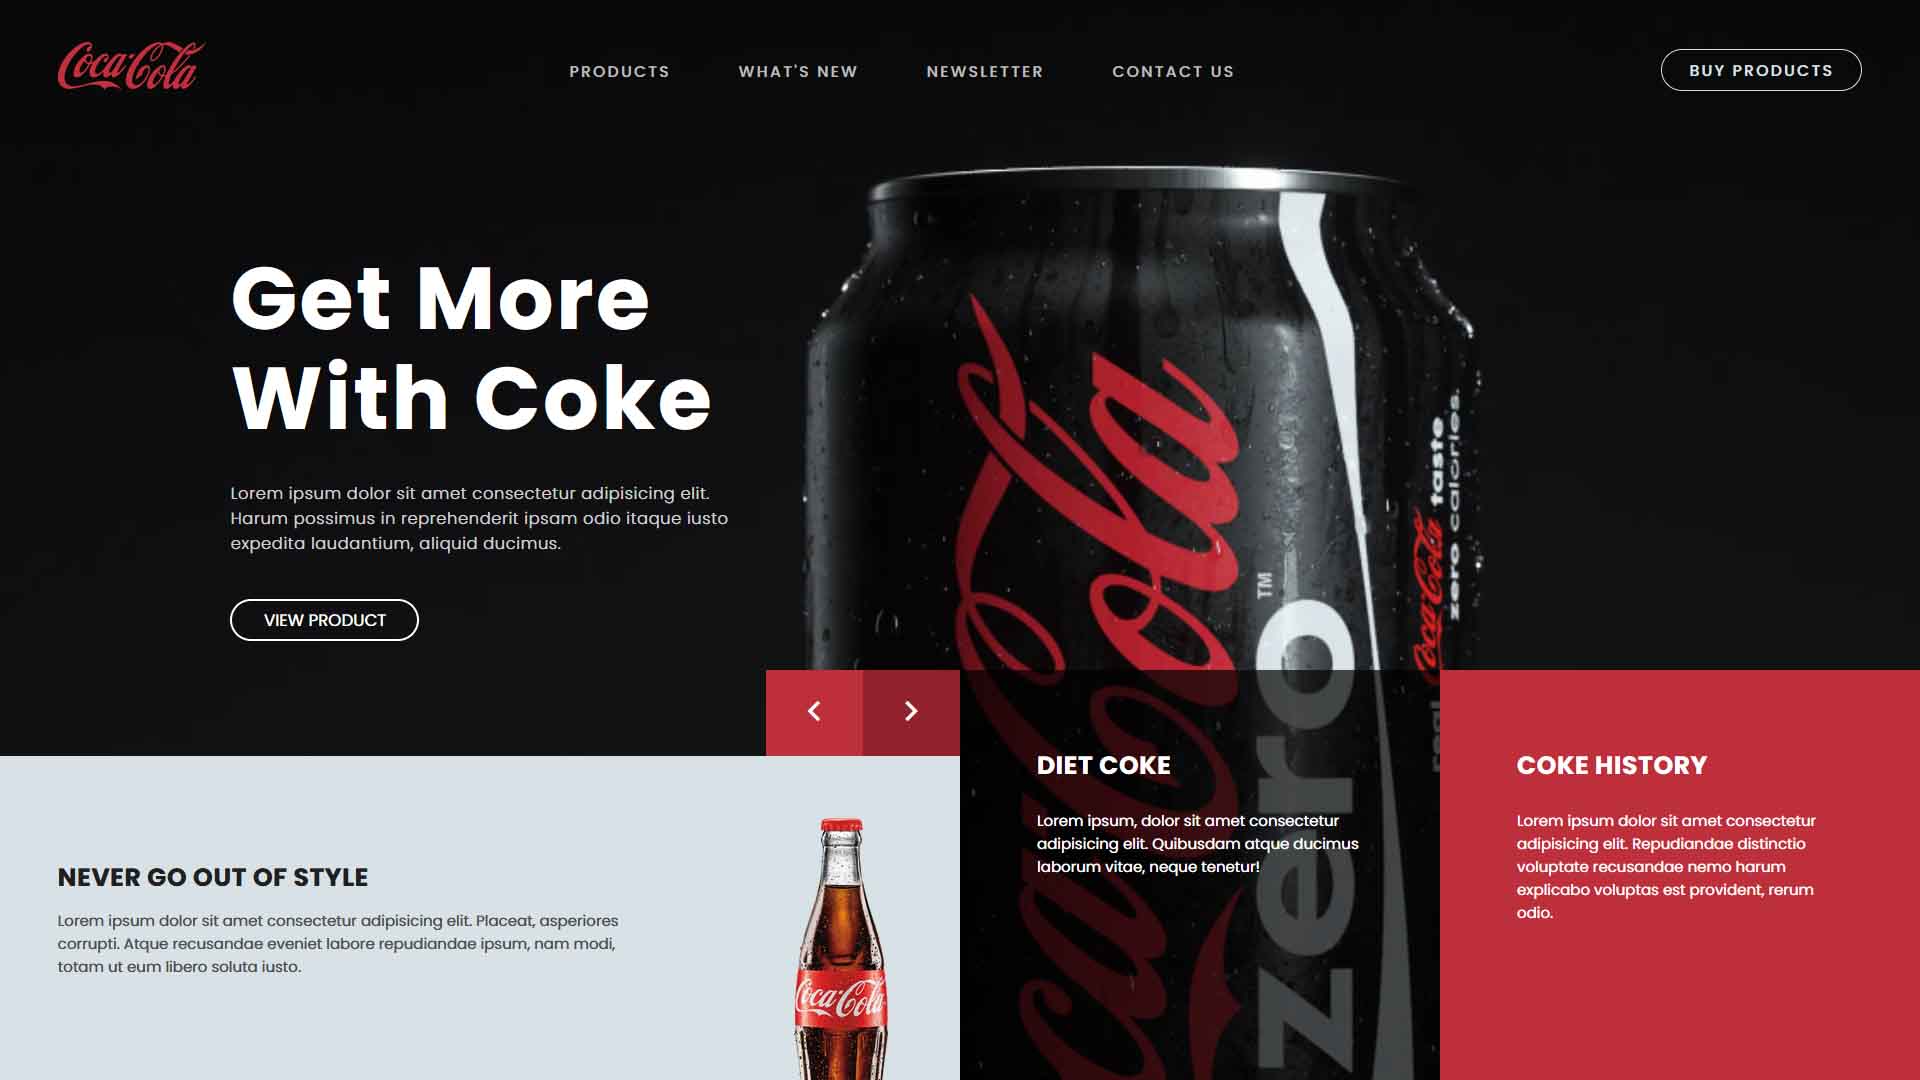 Coca-Cola
PRODUCTS
WHAT'S NEW
NEWSLETTER
CONTACT US
BUY PRODUCTS
Get More
With Coke
Lorem ipsum dolor sit amet consectetur adipisicing elit.
Harum possimus in reprehenderit ipsam odio itaque iusto
expedita laudantium, aliquid ducimus.
VIEW PRODUCT
Coca-Cola
zero™
real
Coca-Cola taste
zero calories.
NEVER GO OUT OF STYLE
Lorem ipsum dolor sit amet consectetur adipisicing elit. Placeat, asperiores
corrupti. Atque recusandae eveniet labore repudiandae ipsum, nam modi,
totam ut eum libero soluta iusto.
Coca-Cola
DIET COKE
Lorem ipsum, dolor sit amet consectetur
adipisicing elit. Quibusdam atque ducimus
laborum vitae, neque tenetur!
COKE HISTORY
Lorem ipsum dolor sit amet consectetur
adipisicing elit. Repudiandae distinctio
voluptate recusandae nemo harum
explicabo voluptas est provident, rerum
odio.